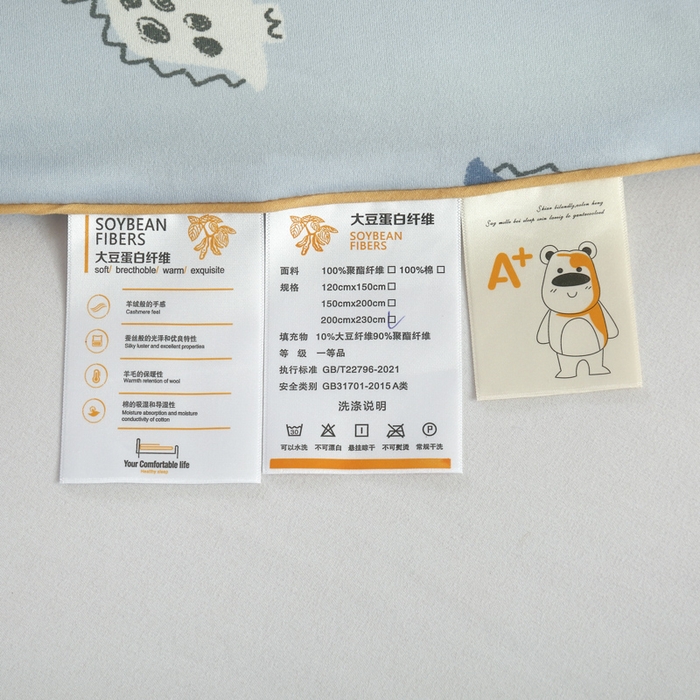 SOYBEAN
FIBERS
大豆蛋白纤维
soft/ brecthoble/ warm/ exquisite
羊绒般的手感
Cashmere feel
蚕丝般的光泽和优良特性
Silky luster and excellent properties
羊毛的保暖性
Warmth retention of wool
棉的吸湿和导湿性
Moisture absorption and moisture
conductivity of cotton
Your Comfortable life
healthy sleep
大豆蛋白纤维
SOYBEAN
FIBERS
面料 100%聚酯纤维□ 100%棉□
规格 120cmx150cm□
150cmx200cm□
200cmx230cm□
填充物 10%大豆纤维90%聚酯纤维
等 级 一等品
执行标准 GB/T22796-2021
安全类别 GB31701-2015A类
洗涤说明
30
P
可以水洗 不可漂白 悬挂晾干 不可熨烫 常规干洗
A+